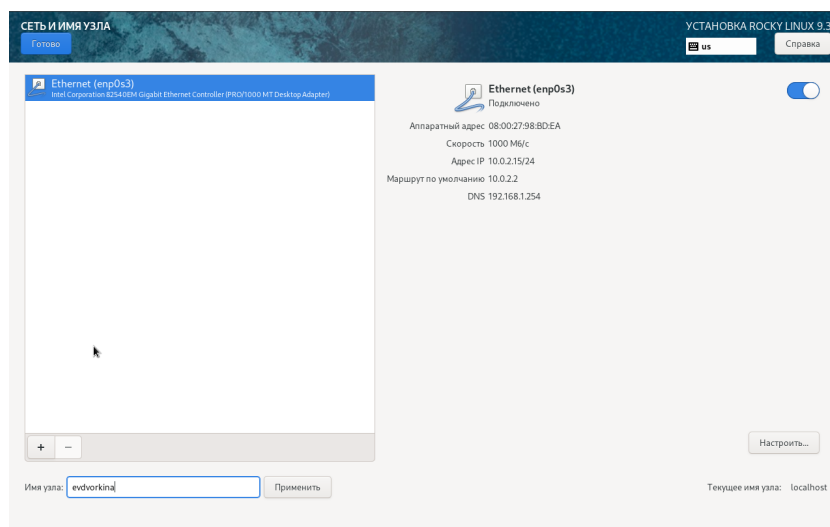 СЕТЬ И ИМЯ УЗЛА
УСТАНОВКА ROCKY LINUX 9.3
Готово
us
Справка
Ethernet (enp0s3)
Intel Corporation 82540EM Gigabit Ethernet Controller (PRO/1000 MT Desktop Adapter)
Ethernet (enp0s3)
Подключено
Аппаратный адрес 08:00:27:98:BD:EA
Скорость 1000 Мб/с
Адрес IP 10.0.2.15/24
Маршрут по умолчанию 10.0.2.2
DNS 192.168.1.254
+ −
Настроить...
Имя узла: evdvorkina Применить
Текущее имя узла: localhost